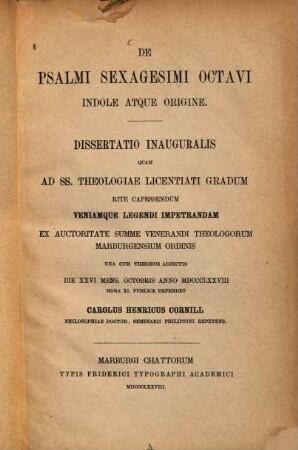 DE
PSALMI SEXAGESIMI OCTAVI
INDOLE ATQUE ORIGINE.
DISSERTATIO INAUGURALIS
QUAM
AD SS. THEOLOGIAE LICENTIATI GRADUM
RITE CAPESSENDUM
VENIAMQUE LEGENDI IMPETRANDAM
EX AUCTORITATE SUMME VENERANDI THEOLOGORUM
MARBURGENSIUM ORDINIS
UNA CUM THESIBUS ADJECTIS
DIE XXVI MENS. OCTOBRIS ANNO MDCCCLXXVIII
HORA XI. PUBLICE DEFENDET
CAROLUS HENRICUS CORNILL
PHILOSOPHIAE DOCTOR, SEMINARII PHILIPPINI REPETENS.
MARBURGI CHATTORUM
TYPIS FRIDERICI TYPOGRAPHI ACADEMICI
MDCCCLXXVIII.
A.